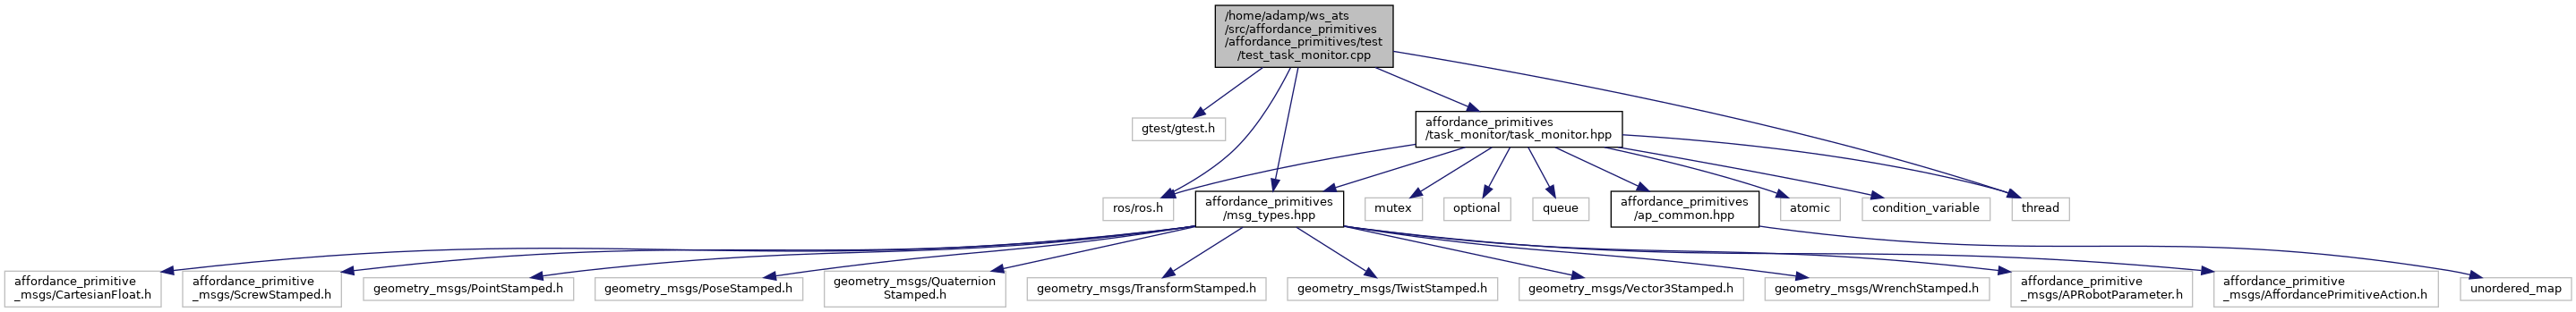 /home/adamp/ws_ats
/src/affordance_primitives
/affordance_primitives/test
/test_task_monitor.cpp
gtest/gtest.h
affordance_primitives
/task_monitor/task_monitor.hpp
ros/ros.h
affordance_primitives
/msg_types.hpp
mutex
optional
queue
affordance_primitives
/ap_common.hpp
atomic
condition_variable
thread
affordance_primitive
_msgs/CartesianFloat.h
affordance_primitive
_msgs/ScrewStamped.h
geometry_msgs/PointStamped.h
geometry_msgs/PoseStamped.h
geometry_msgs/Quaternion
Stamped.h
geometry_msgs/TransformStamped.h
geometry_msgs/TwistStamped.h
geometry_msgs/Vector3Stamped.h
geometry_msgs/WrenchStamped.h
affordance_primitive
_msgs/APRobotParameter.h
affordance_primitive
_msgs/AffordancePrimitiveAction.h
unordered_map